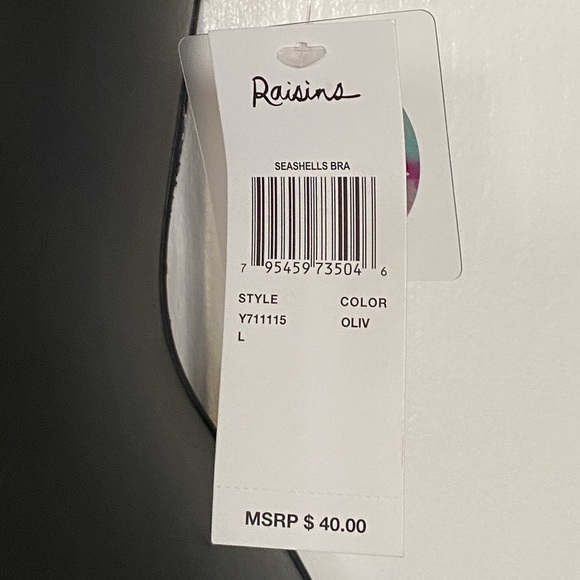 Raisins
SEASHELLS BRA
7 95459 73504 6
STYLE COLOR
Y711115 OLIV
L
MSRP $ 40.00